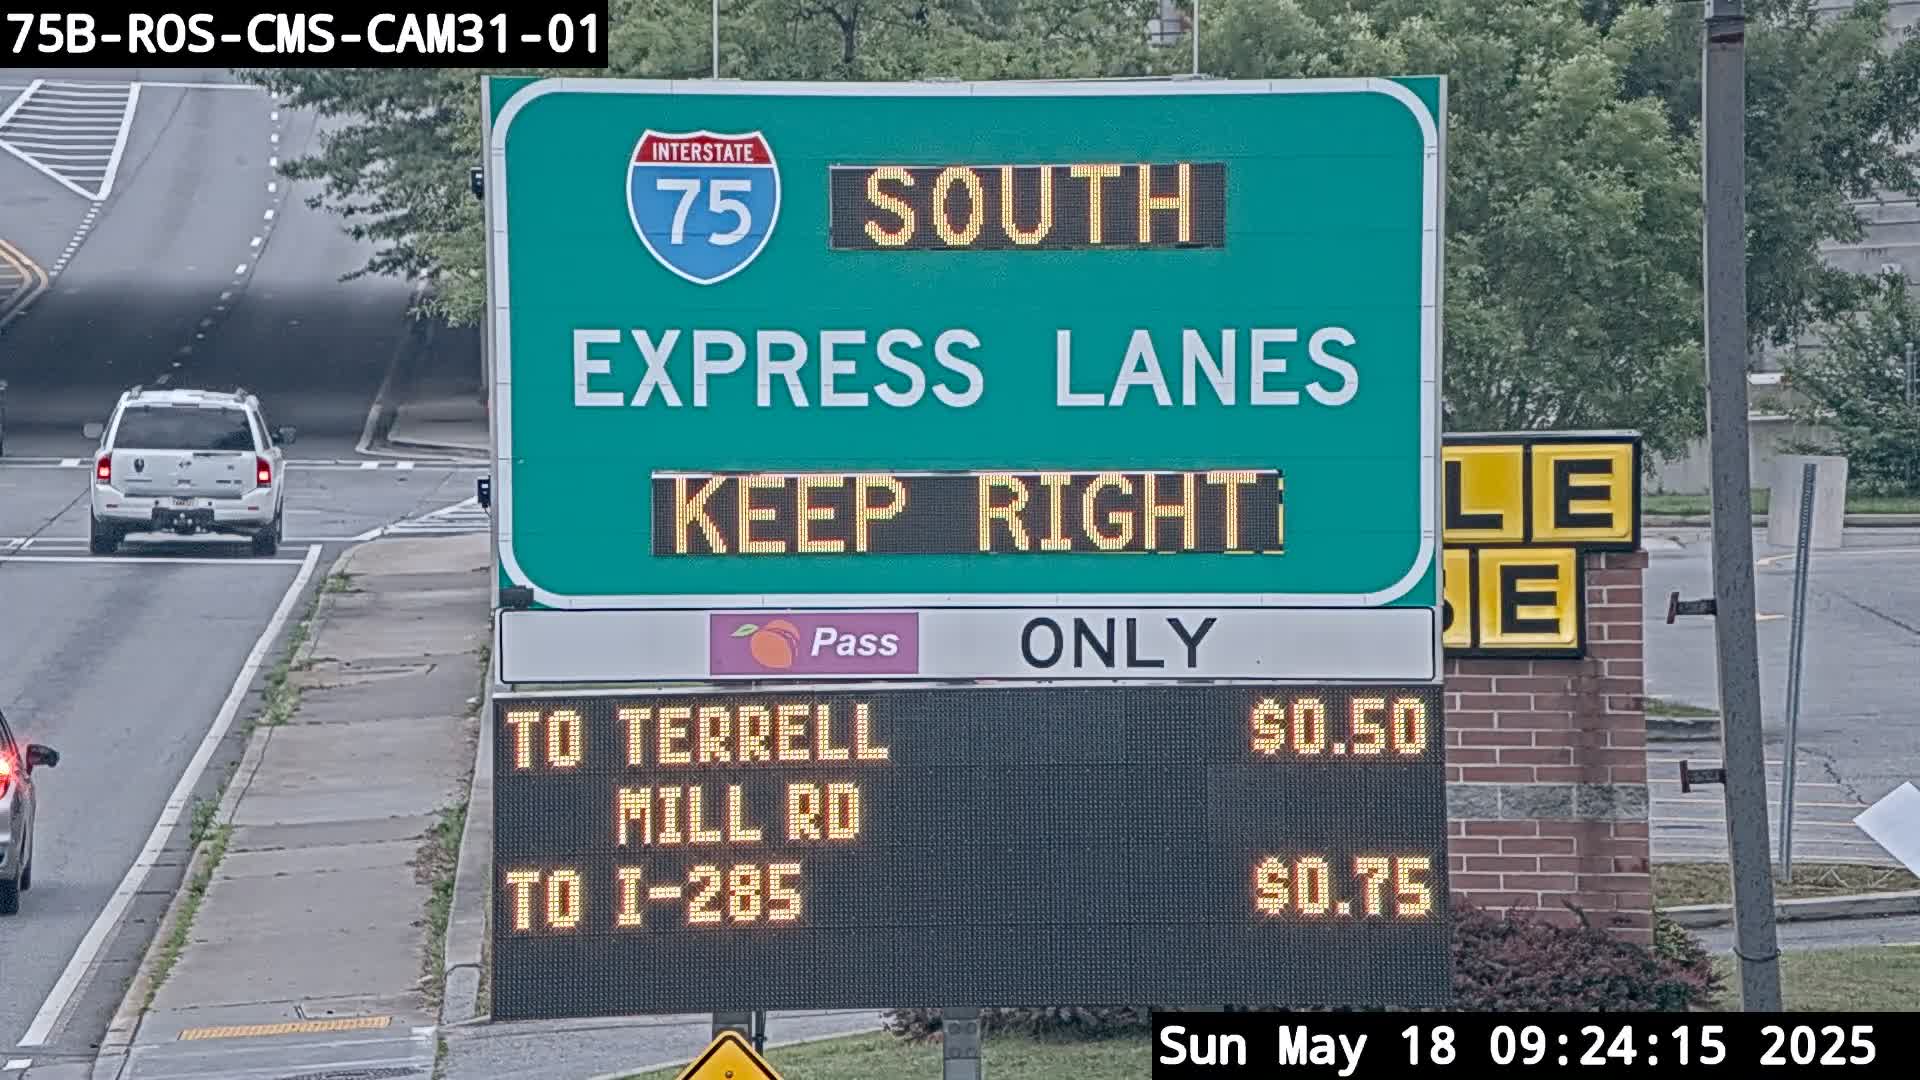 75B-ROS-CMS-CAM31-01
INTERSTATE
75
SOUTH
EXPRESS LANES
KEEP RIGHT
Pass ONLY
TO TERRELL $0.50
MILL RD
TO I-285 $0.75
LE
E
Sun May 18 09:24:15 2025